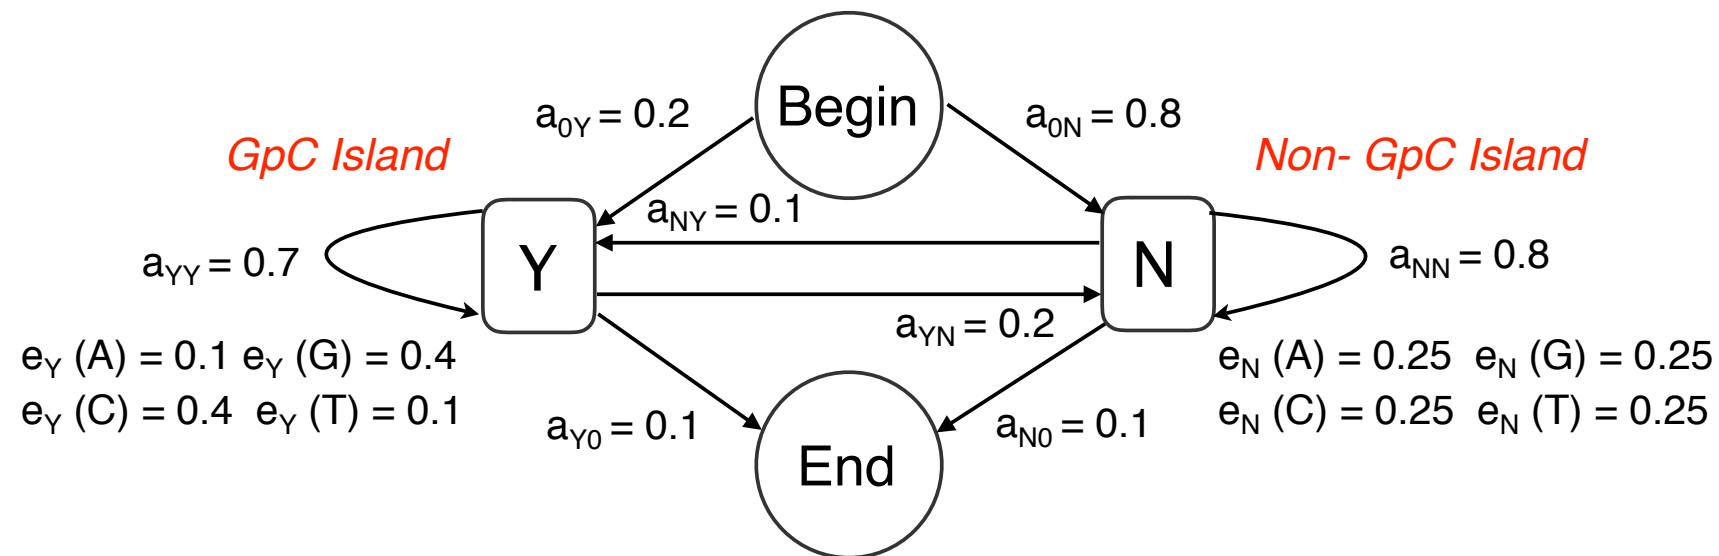 Begin
a0Y = 0.2
a0N = 0.8
GpC Island
Non- GpC Island
aNY = 0.1
Y
N
aYY = 0.7
aNN = 0.8
aYN = 0.2
eY (A) = 0.1 eY (G) = 0.4
eY (C) = 0.4 eY (T) = 0.1
eN (A) = 0.25 eN (G) = 0.25
eN (C) = 0.25 eN (T) = 0.25
aY0 = 0.1
aN0 = 0.1
End